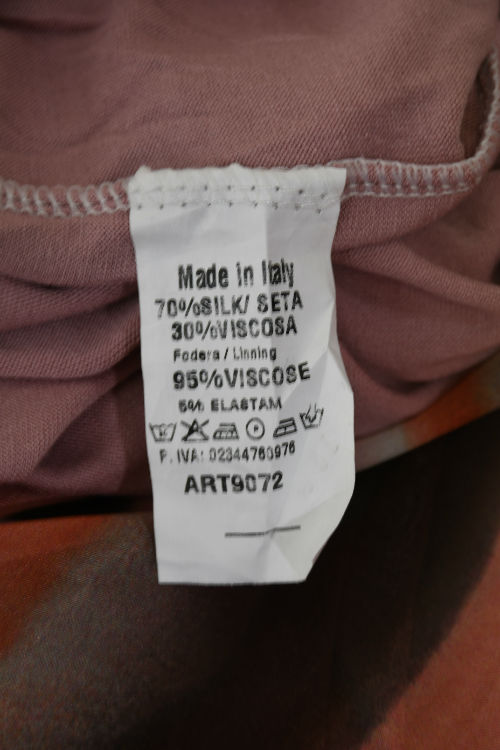 Made in Italy
70%SILK/ SETA
30%VISCOSA
Fodera / Linning
95%VISCOSE
5% ELASTAM
P. IVA: 02344760976
ART9072